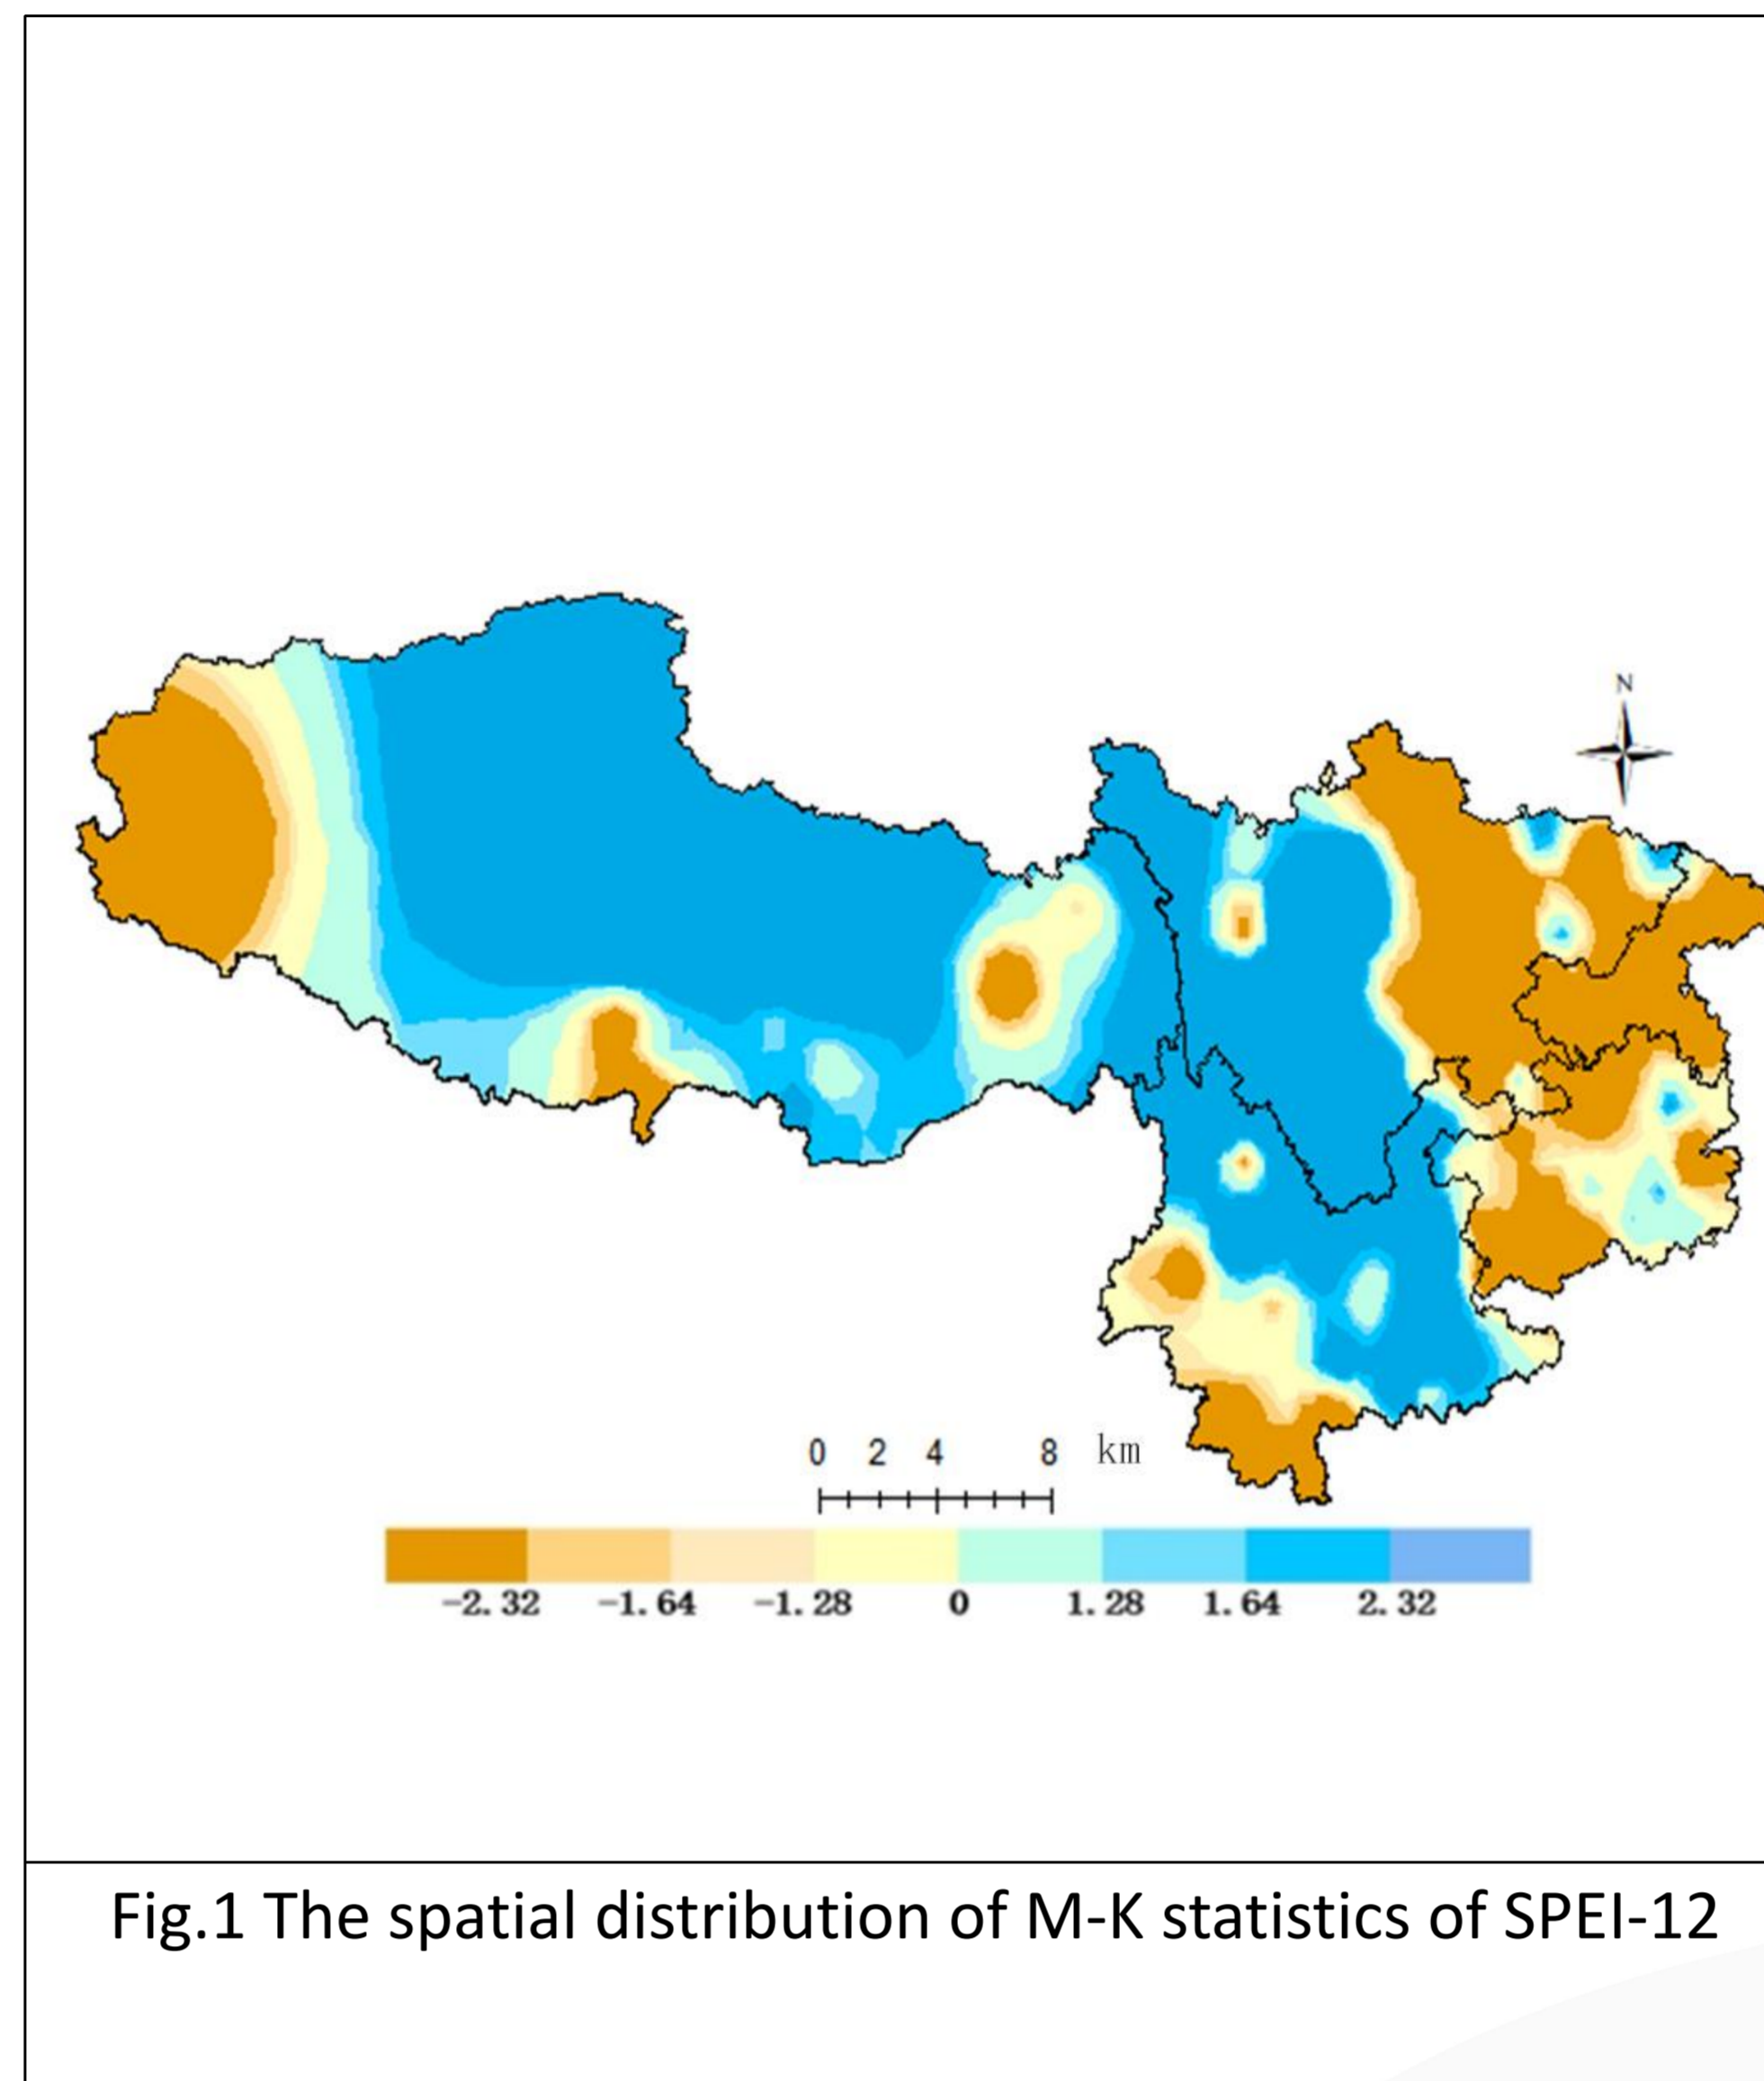 N
0 2 4 8 km
-2.32 -1.64 -1.28 0 1.28 1.64 2.32
Fig.1 The spatial distribution of M-K statistics of SPEI-12